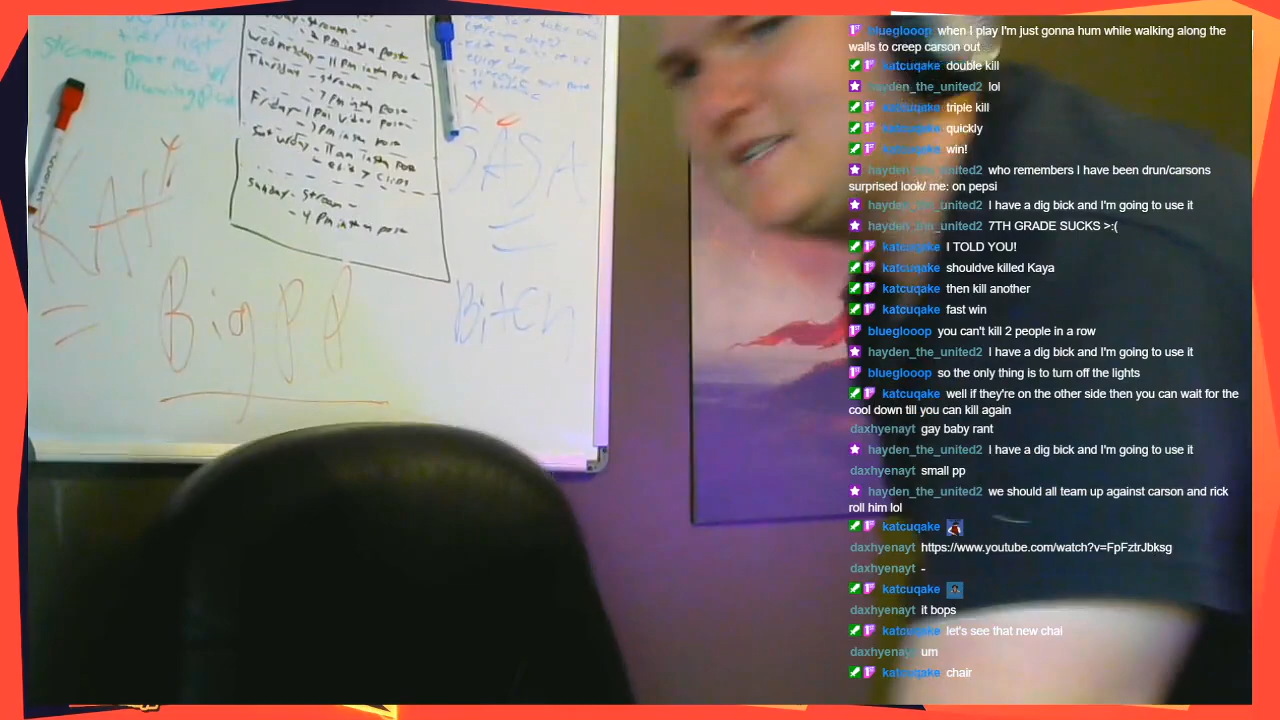 Wednesday - 11 pm insta post
Thursday - stream -
- 7 pm insta post
Friday - 1 pm video post
- 7 pm insta post
Saturday - 11 am insta post
Sunday - stream -
- 4 pm insta post
KAT
=
Big PP
SASA
=
Bitch
blueglooop when I play I'm just gonna hum while walking along the
walls to creep carson out
katcuqake double kill
hayden_the_united2 lol
katcuqake triple kill
katcuqake quickly
katcuqake win!
hayden_the_united2 who remembers I have been drun/carsons
surprised look/ me: on pepsi
hayden_the_united2 I have a dig bick and I'm going to use it
hayden_the_united2 7TH GRADE SUCKS >:(
katcuqake I TOLD YOU!
katcuqake shouldve killed Kaya
katcuqake then kill another
katcuqake fast win
blueglooop you can't kill 2 people in a row
hayden_the_united2 I have a dig bick and I'm going to use it
blueglooop so the only thing is to turn off the lights
katcuqake well if they're on the other side then you can wait for the
cool down till you can kill again
daxhyenayt gay baby rant
hayden_the_united2 I have a dig bick and I'm going to use it
daxhyenayt small pp
hayden_the_united2 we should all team up against carson and rick
roll him lol
katcuqake
daxhyenayt https://www.youtube.com/watch?v=FpFztrJbksg
daxhyenayt -
katcuqake
daxhyenayt it bops
katcuqake let's see that new chai
daxhyenayt um
katcuqake chair